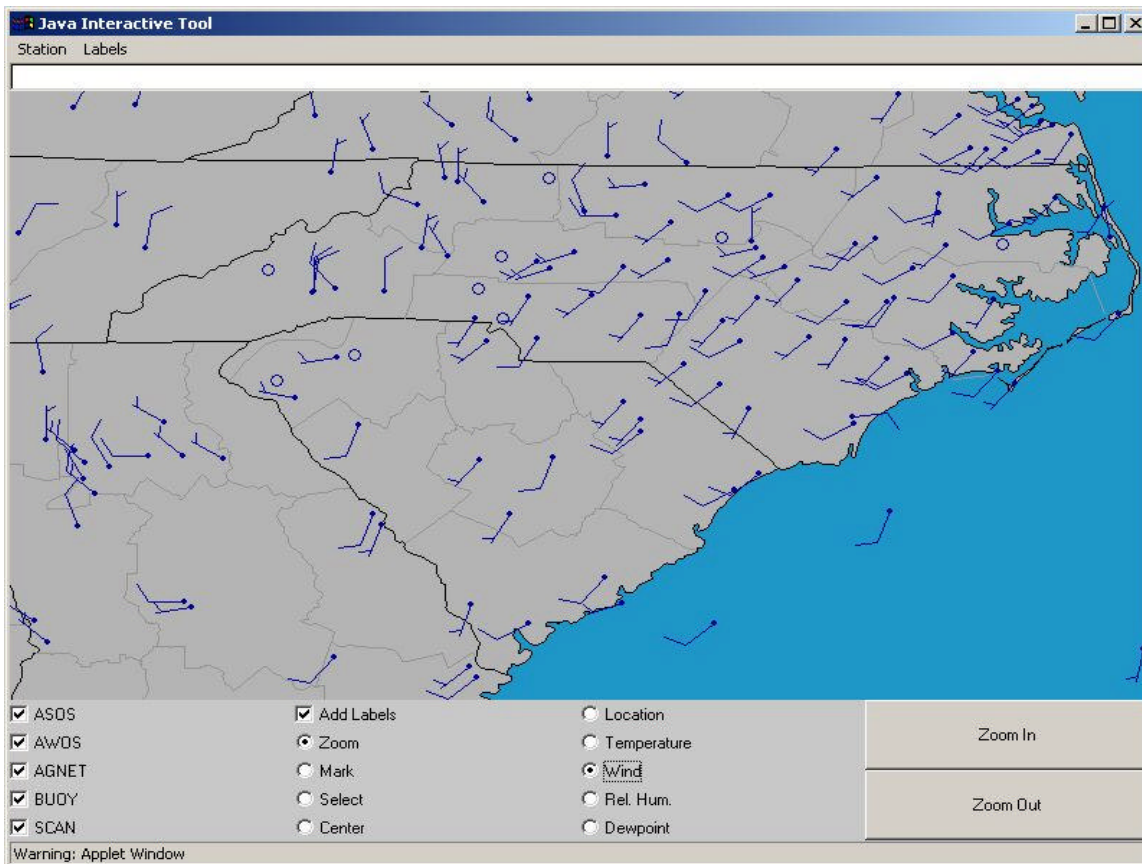 Java Interactive Tool
Station Labels
ASOS Add Labels Location Zoom In
AWOS Zoom Temperature
AGNET Mark Wind
BUOY Select Rel. Hum. Zoom Out
SCAN Center Dewpoint
Warning: Applet Window